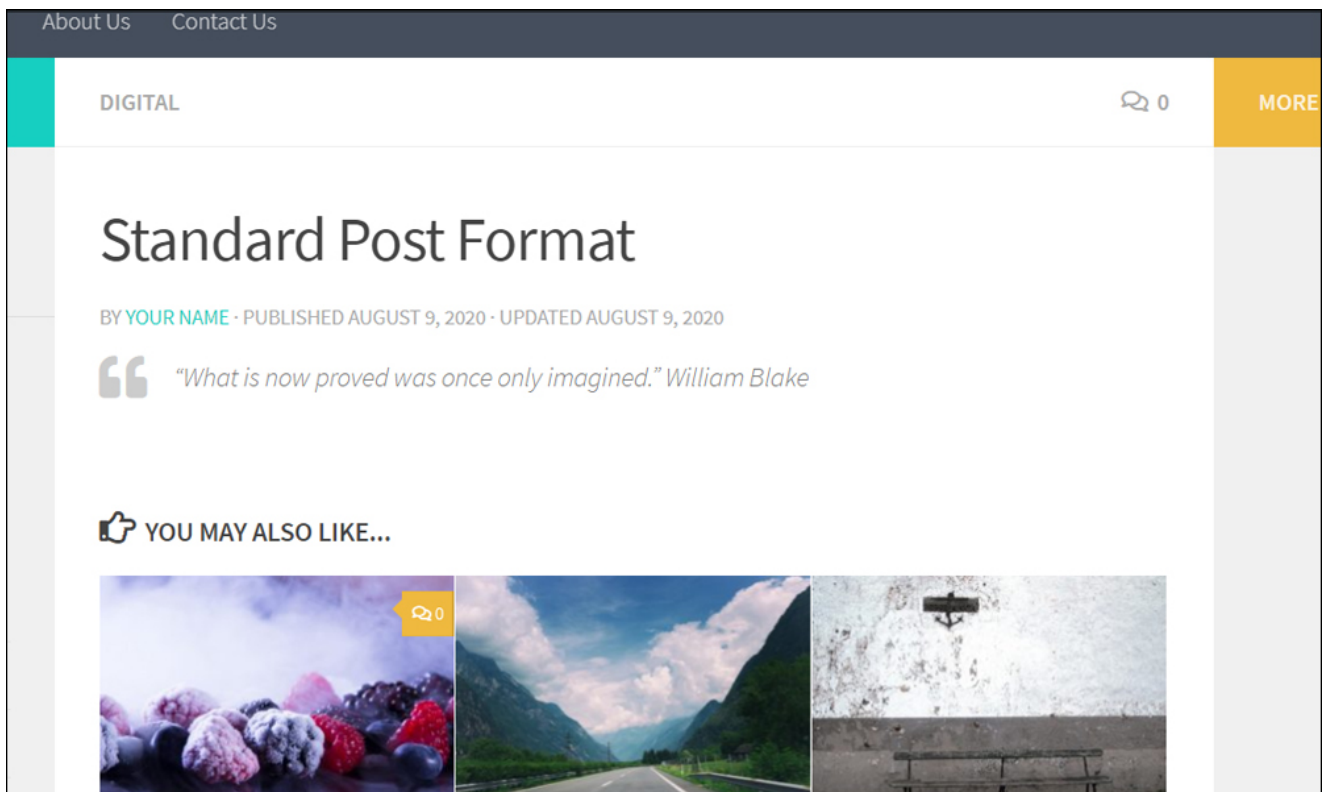 About Us Contact Us
DIGITAL 0 MORE
Standard Post Format
BY YOUR NAME · PUBLISHED AUGUST 9, 2020 · UPDATED AUGUST 9, 2020
“What is now proved was once only imagined.” William Blake
YOU MAY ALSO LIKE...
0